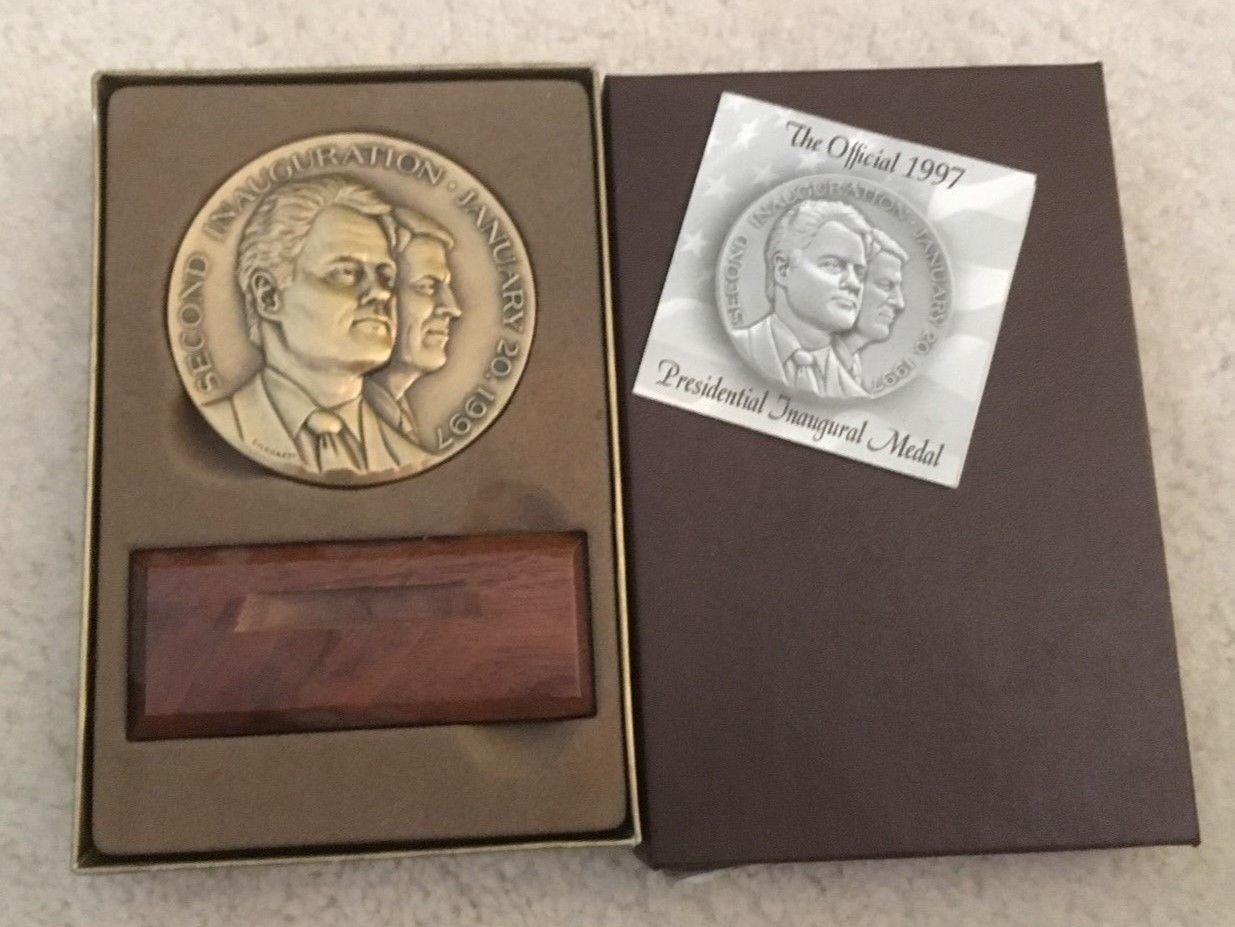 SECOND INAUGURATION · JANUARY 20, 1997
The Official 1997
SECOND INAUGURATION · JANUARY 20, 1997
Presidential Inaugural Medal